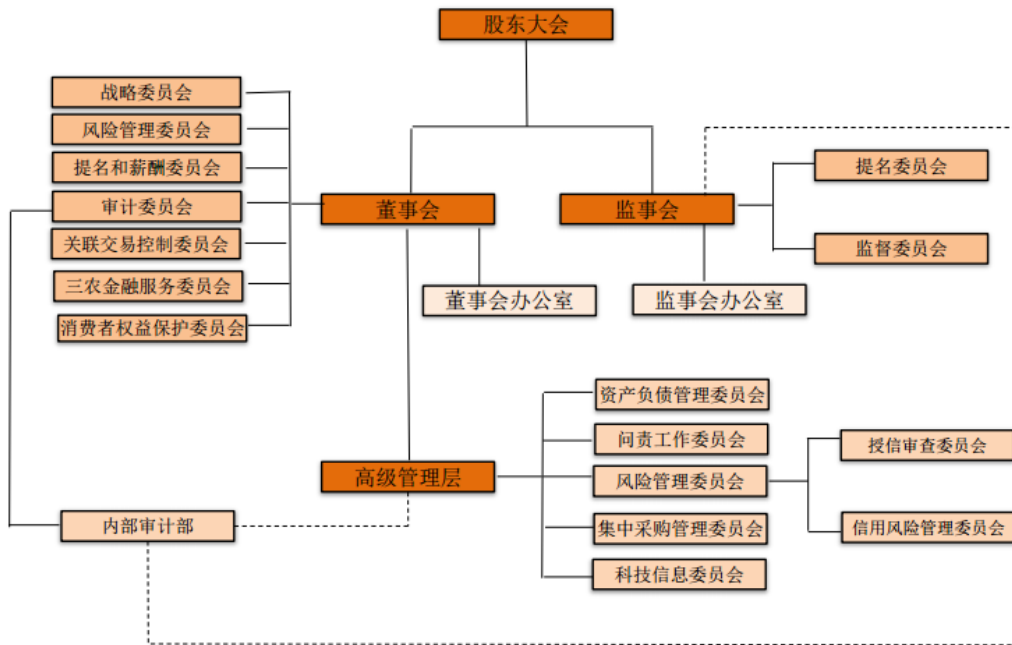 股东大会
战略委员会
风险管理委员会
提名和薪酬委员会
审计委员会
关联交易控制委员会
三农金融服务委员会
消费者权益保护委员会
董事会
监事会
提名委员会
监督委员会
董事会办公室
监事会办公室
高级管理层
资产负债管理委员会
问责工作委员会
风险管理委员会
集中采购管理委员会
科技信息委员会
授信审查委员会
信用风险管理委员会
内部审计部